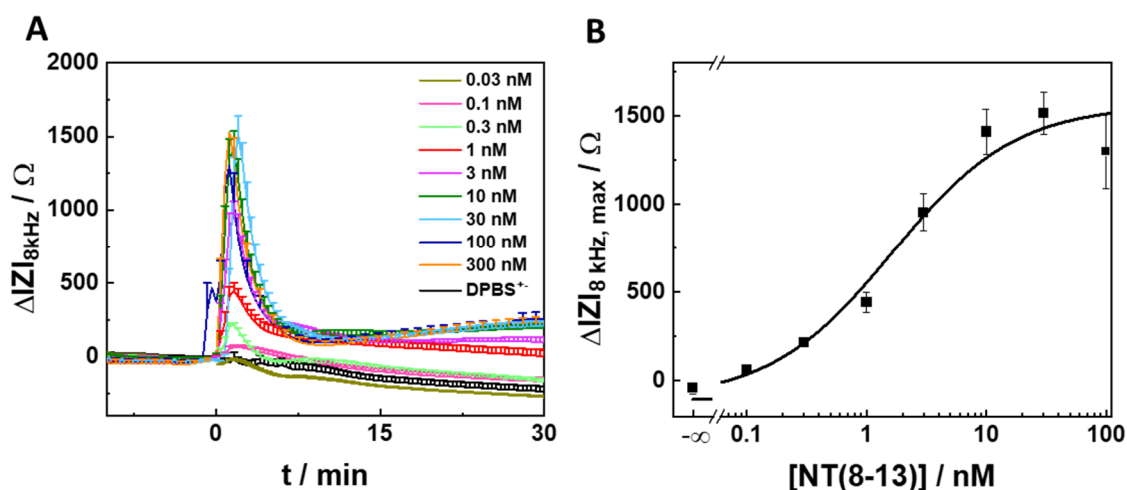 A
ΔIZI8kHz / Ω
2000
1500
1000
500
0
0
15
30
t / min
0.03 nM
0.1 nM
0.3 nM
1 nM
3 nM
10 nM
30 nM
100 nM
300 nM
DPBS+-
B
ΔIZI8 kHz, max / Ω
1500
1000
500
0
-∞
0.1
1
10
100
[NT(8-13)] / nM